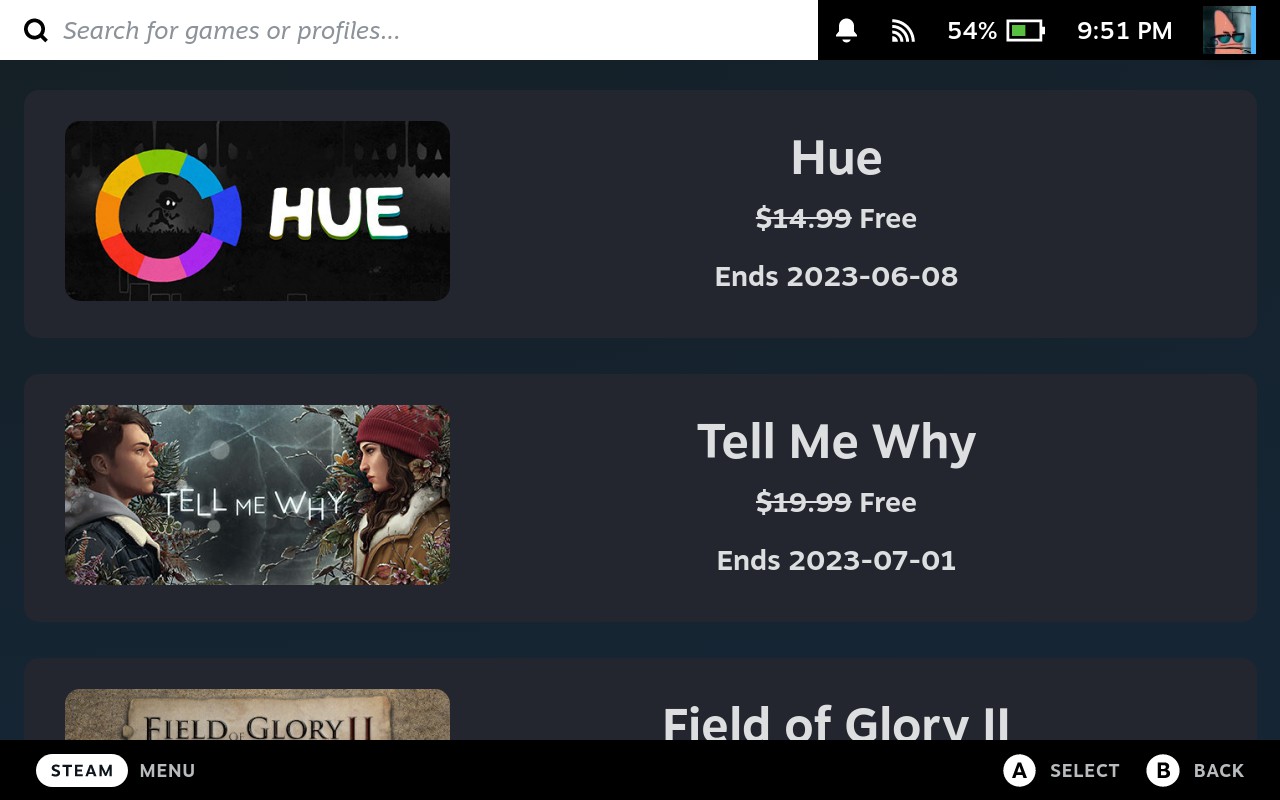 Search for games or profiles...
54%
9:51 PM
HUE
Hue
$14.99 Free
Ends 2023-06-08
TELL ME WHY
Tell Me Why
$19.99 Free
Ends 2023-07-01
FIELD OF GLORY II
Field of Glory II
STEAM MENU
A SELECT B BACK